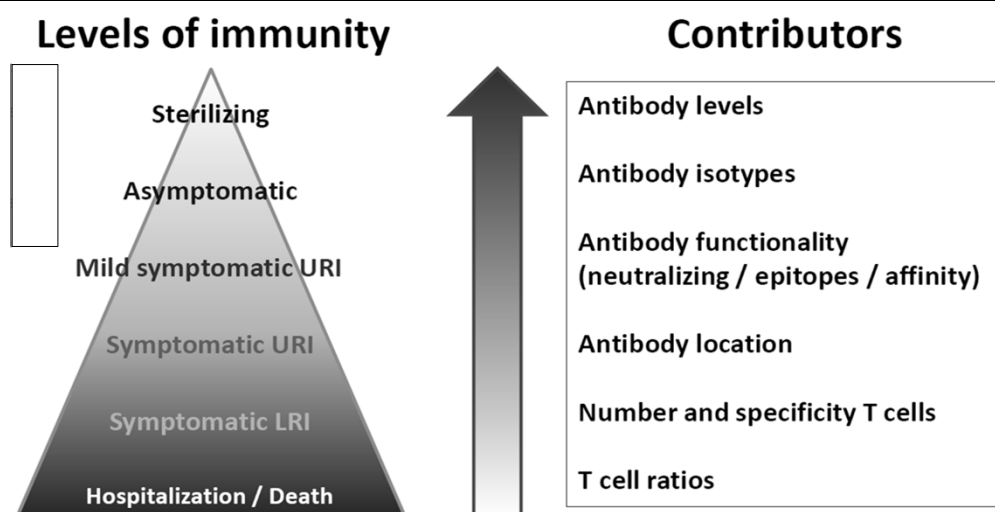 Levels of immunity
Sterilizing
Asymptomatic
Mild symptomatic URI
Symptomatic URI
Symptomatic LRI
Hospitalization / Death
Contributors
Antibody levels
Antibody isotypes
Antibody functionality
(neutralizing / epitopes / affinity)
Antibody location
Number and specificity T cells
T cell ratios